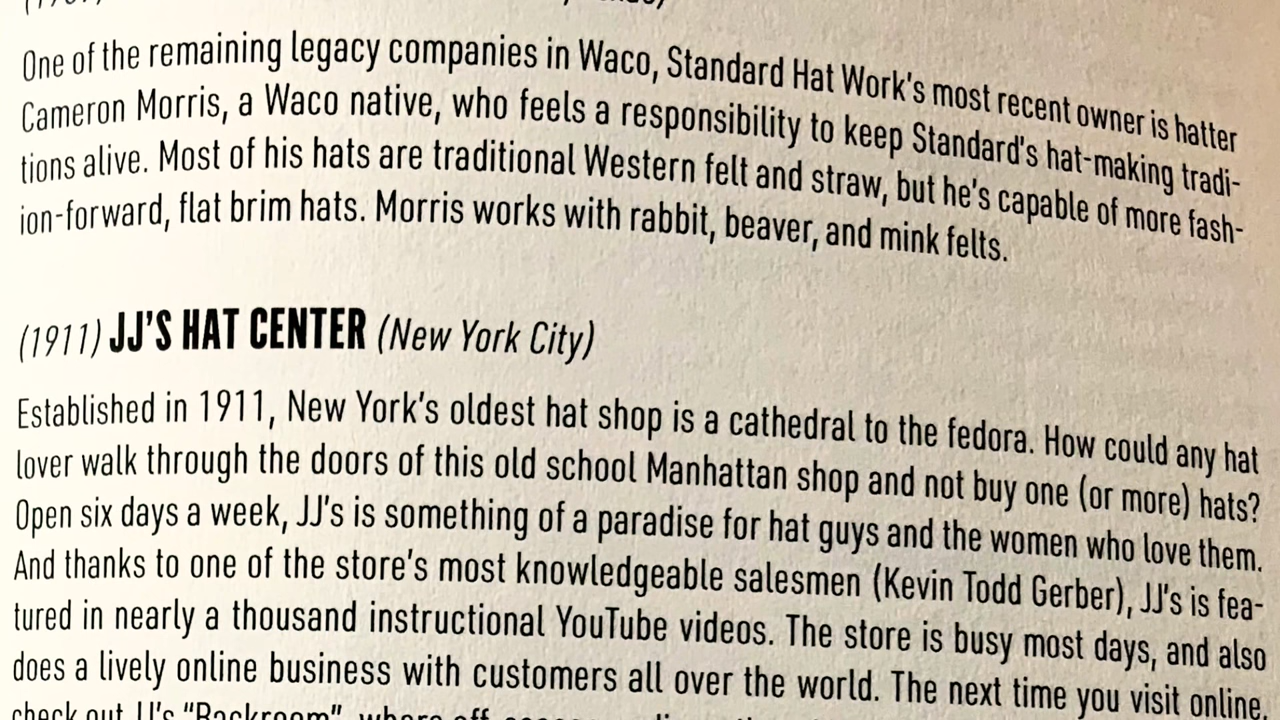 One of the remaining legacy companies in Waco, Standard Hat Work's most recent owner is hatter
Cameron Morris, a Waco native, who feels a responsibility to keep Standard's hat-making tradi-
tions alive. Most of his hats are traditional Western felt and straw, but he's capable of more fash-
ion-forward, flat brim hats. Morris works with rabbit, beaver, and mink felts.
(1911) JJ'S HAT CENTER (New York City)
Established in 1911, New York's oldest hat shop is a cathedral to the fedora. How could any hat
lover walk through the doors of this old school Manhattan shop and not buy one (or more) hats?
Open six days a week, JJ's is something of a paradise for hat guys and the women who love them.
And thanks to one of the store's most knowledgeable salesmen (Kevin Todd Gerber), JJ's is fea-
tured in nearly a thousand instructional YouTube videos. The store is busy most days, and also
does a lively online business with customers all over the world. The next time you visit online,
check out JJ's "Backroom", where